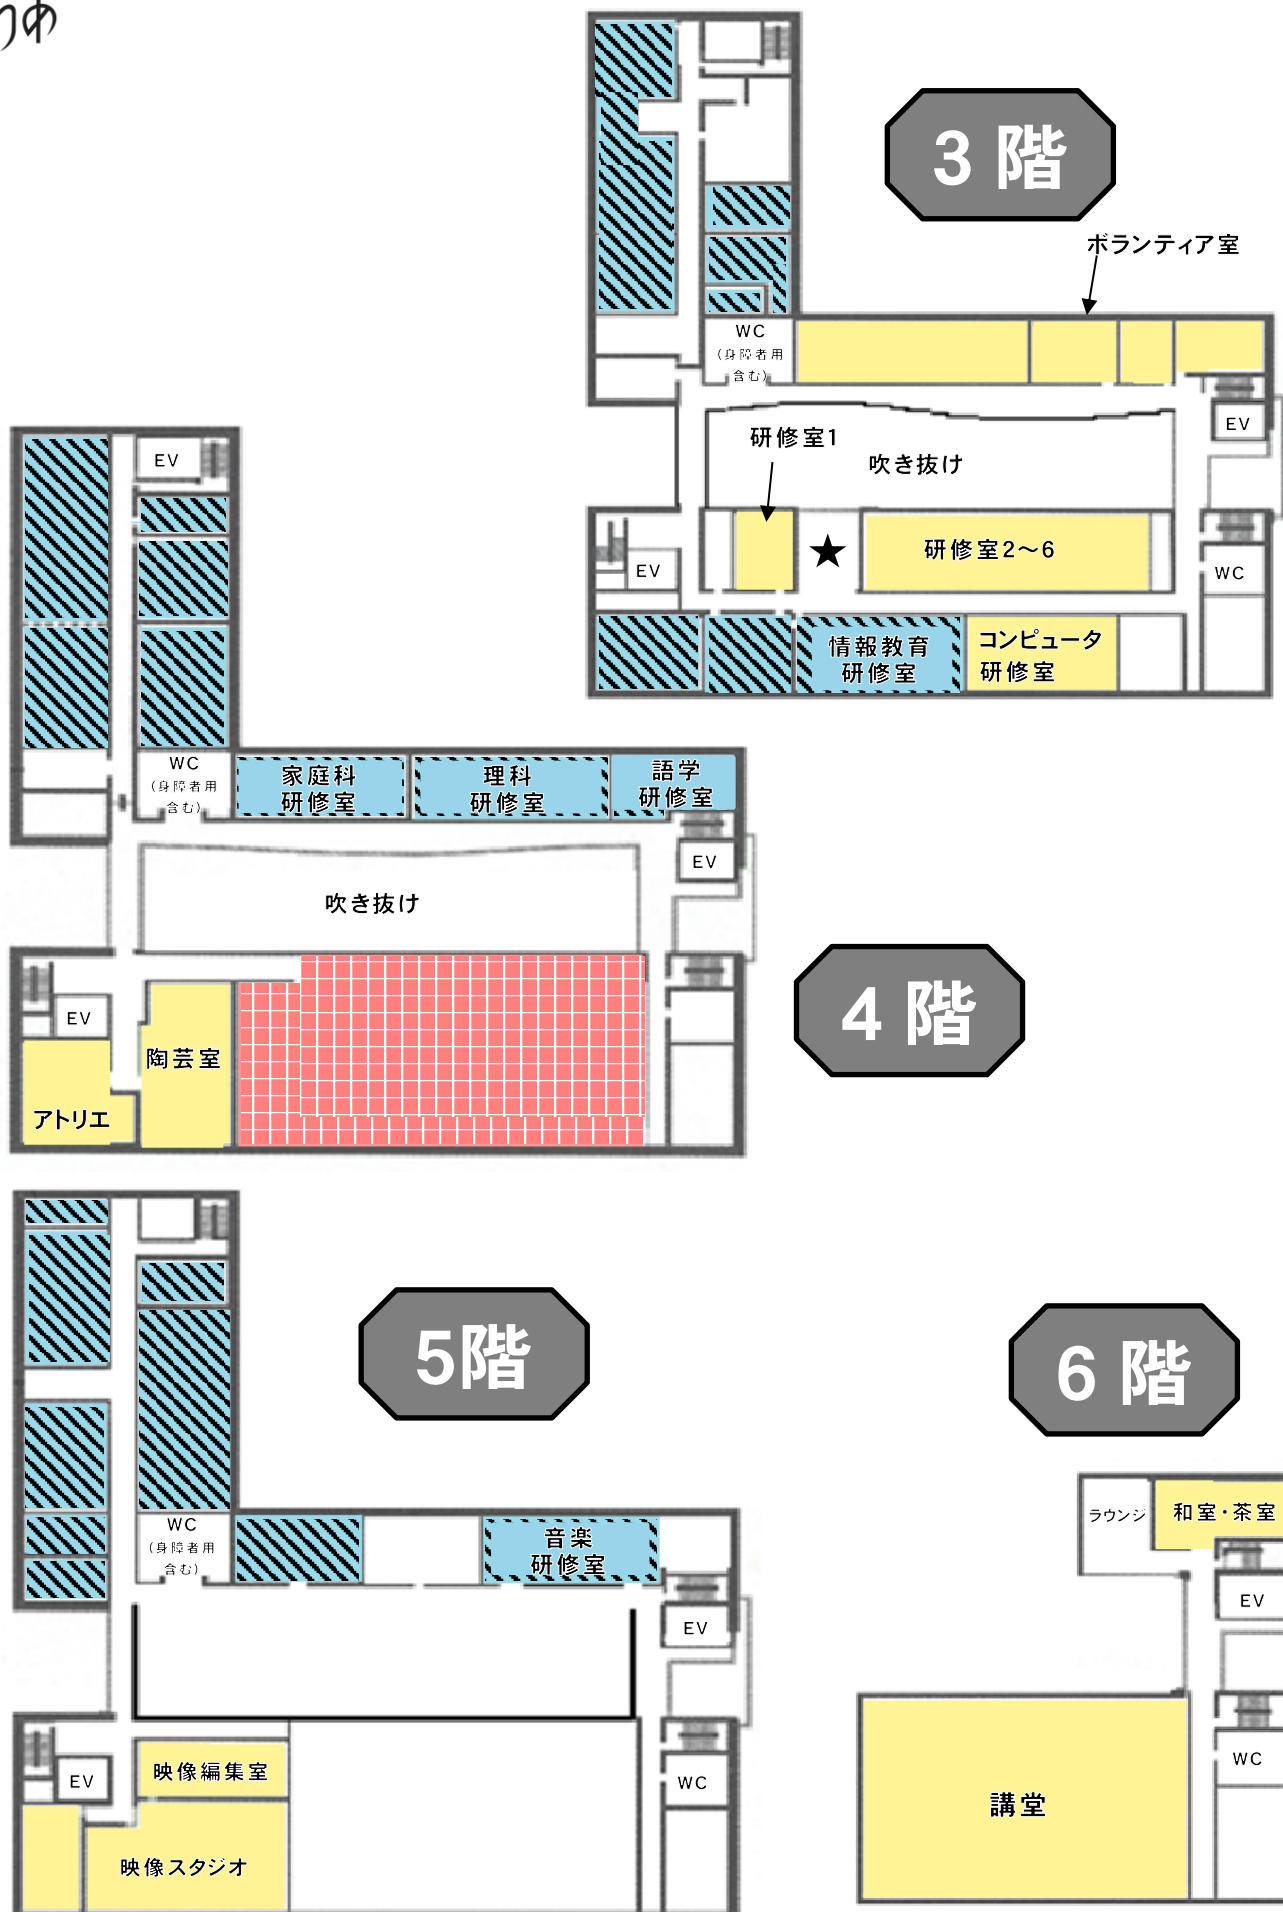 3 階
ボランティア室
WC
(身障者用
含む)
EV
研修室1
吹き抜け
★
研修室2～6
EV
WC
情報教育
研修室
コンピュータ
研修室
EV
WC
(身障者用
含む)
家庭科
研修室
理科
研修室
語学
研修室
EV
吹き抜け
4 階
EV
陶芸室
アトリエ
5階
6 階
WC
(身障者用
含む)
音楽
研修室
ラウンジ
和室・茶室
EV
EV
映像編集室
EV
WC
WC
講堂
映像スタジオ